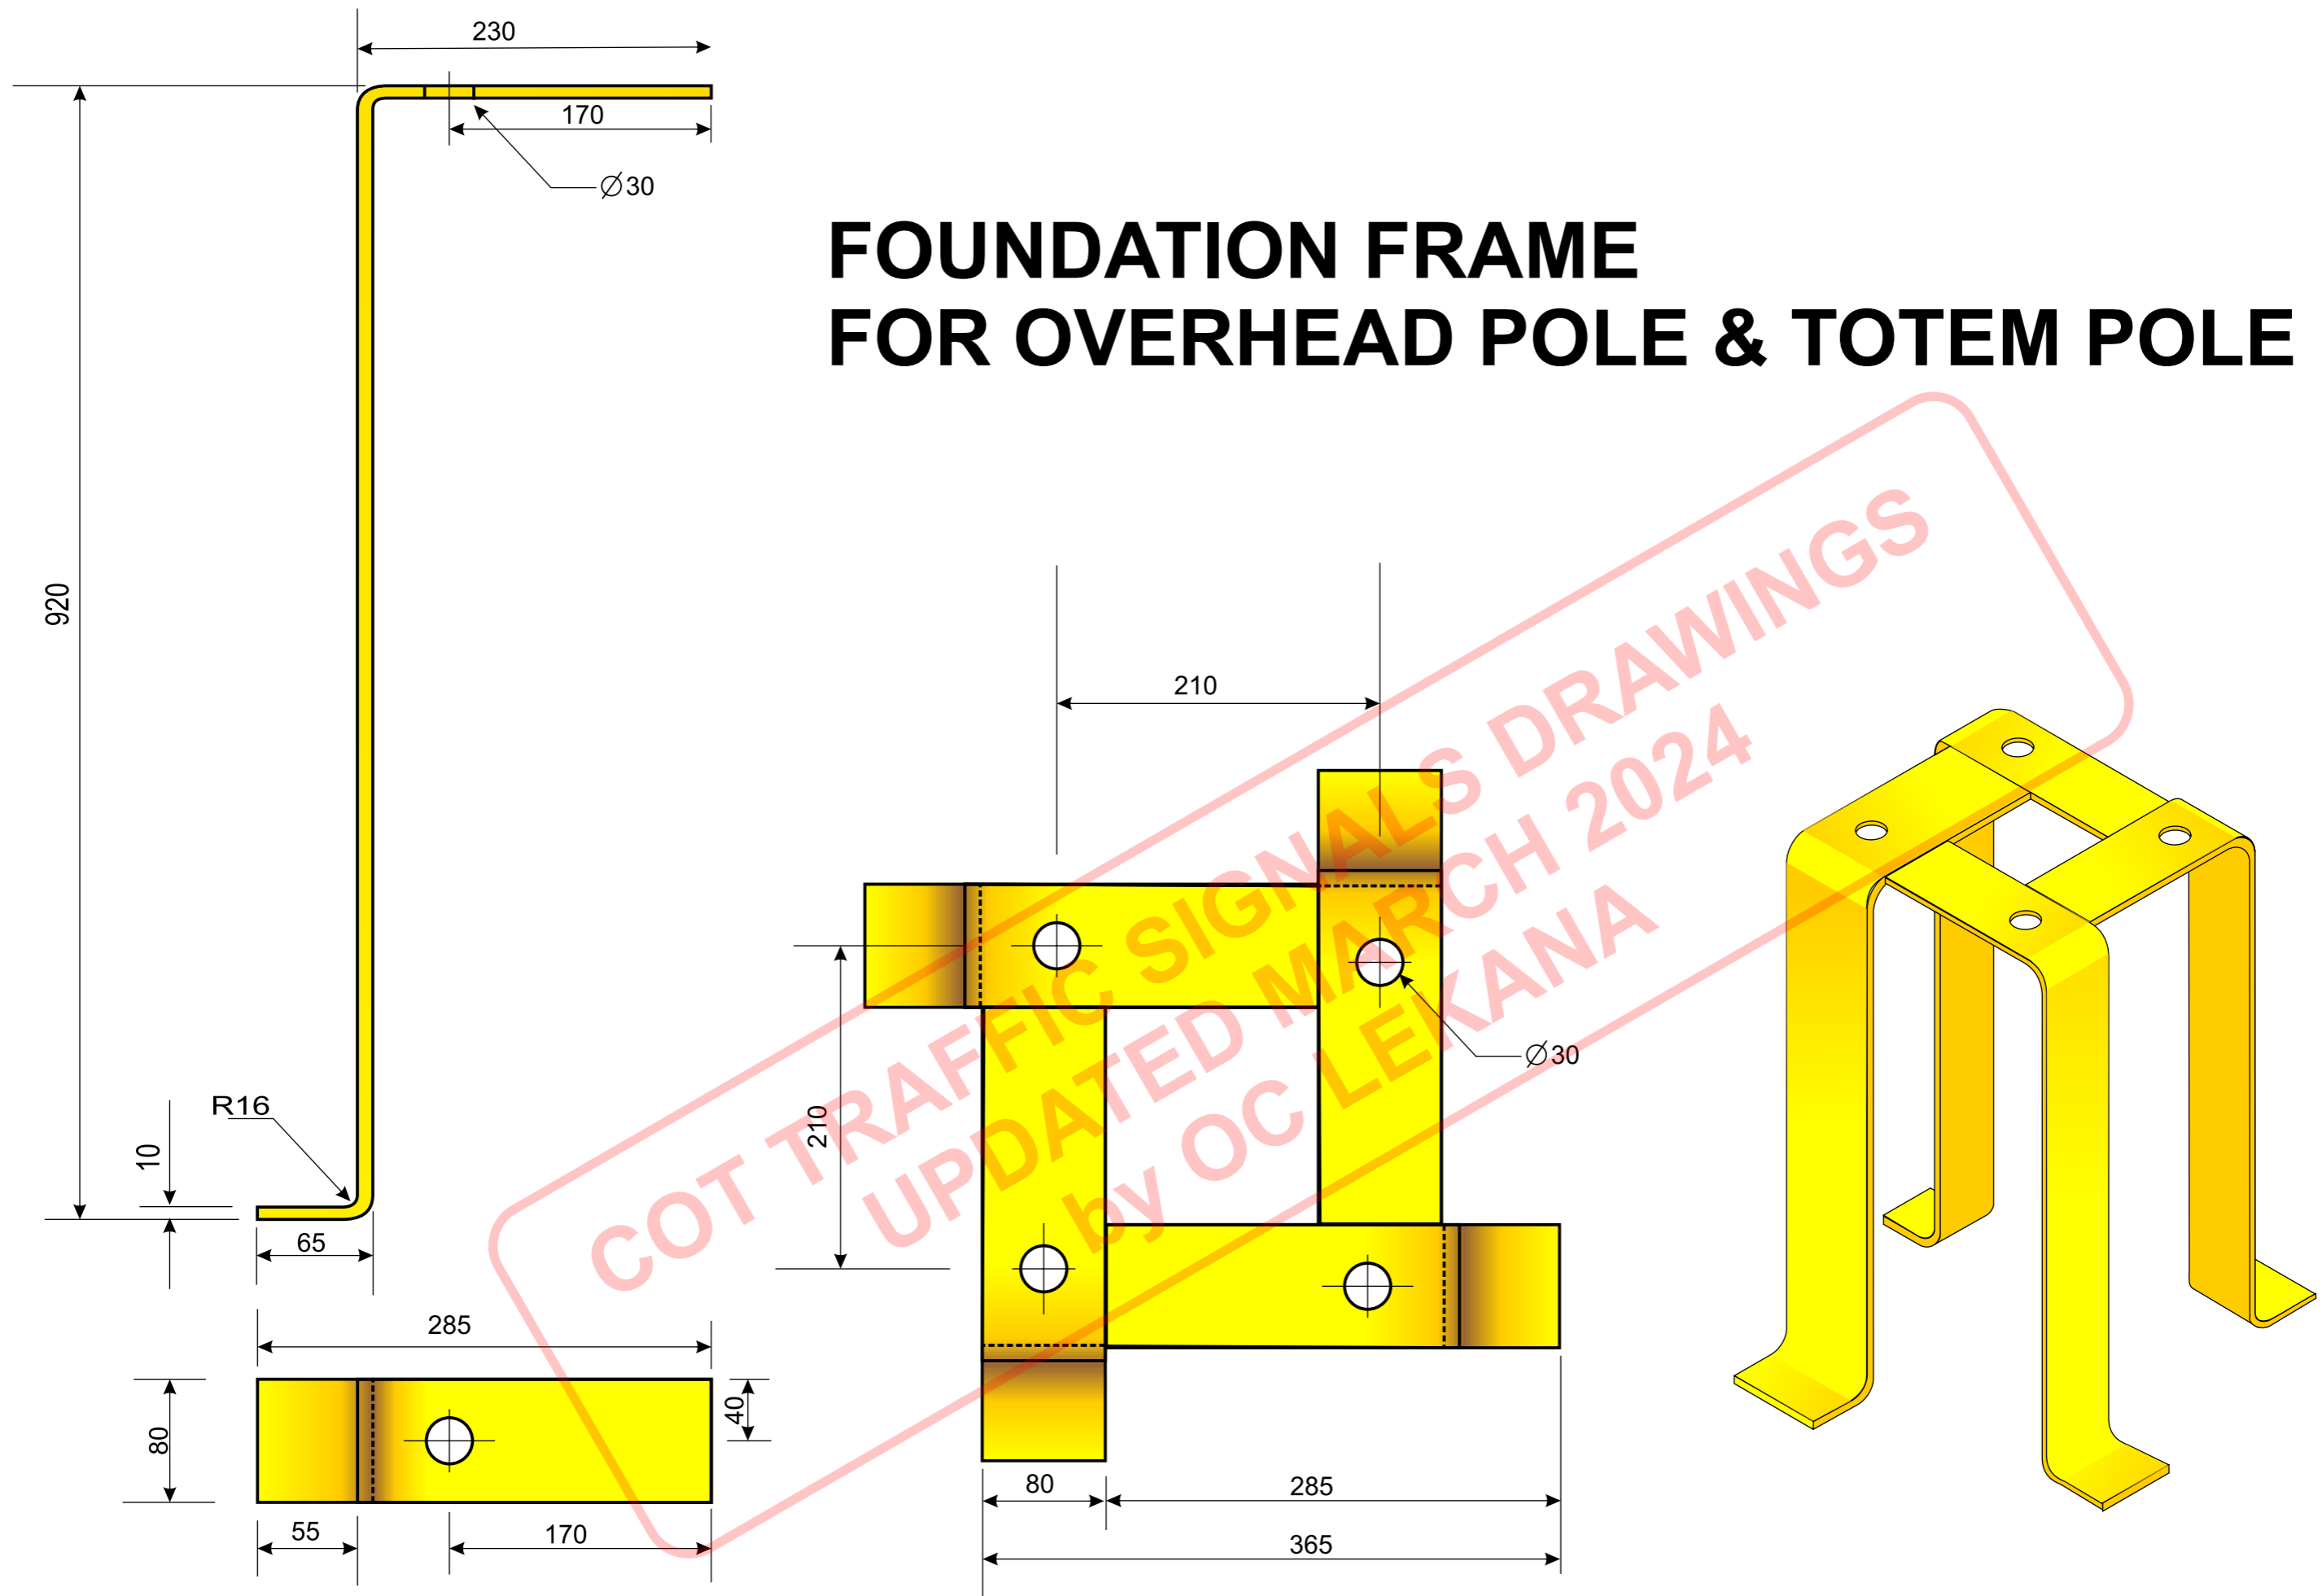 230
170
Ø30
FOUNDATION FRAME
FOR OVERHEAD POLE & TOTEM POLE
920
210
COT TRAFFIC SIGNALS DRAWINGS
UPDATED MARCH 2024
by OC LEKANA
Ø30
210
R16
10
65
285
80
40
55
170
80
285
365